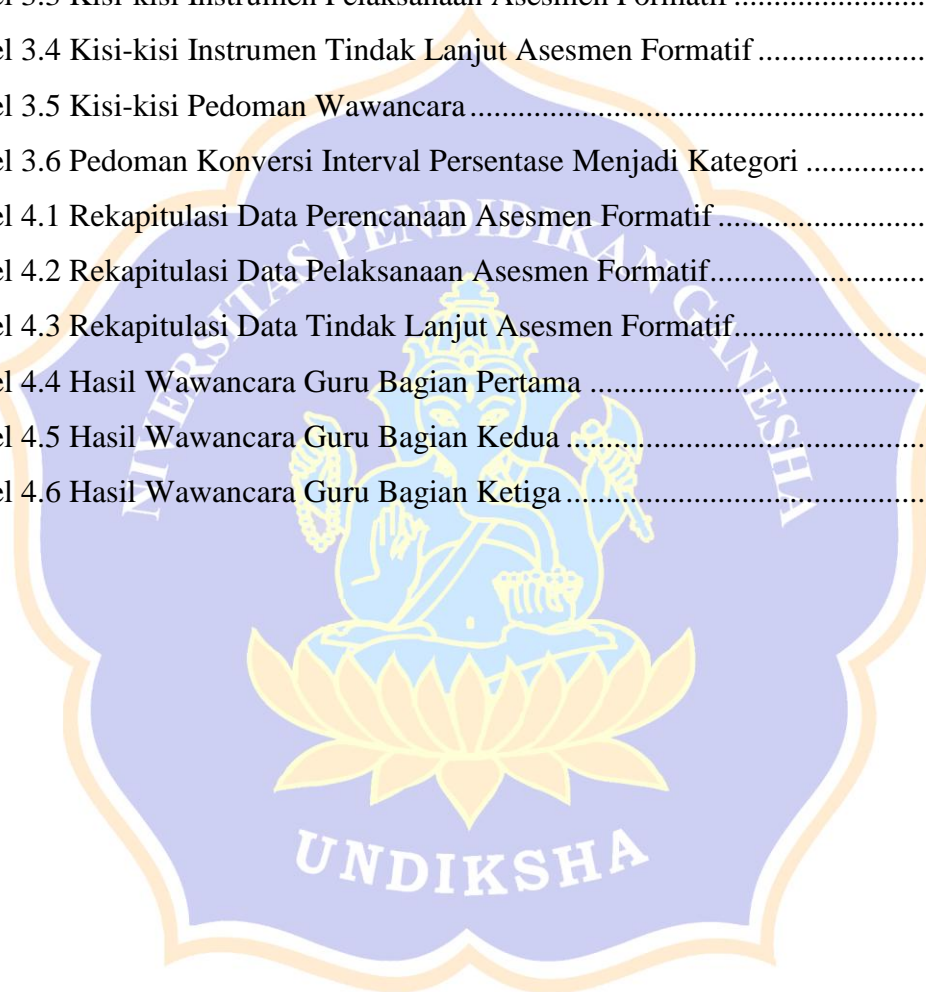 el 3.3 Kisi-kisi Instrumen Pelaksanaan Asesmen Formatif ........................
el 3.4 Kisi-kisi Instrumen Tindak Lanjut Asesmen Formatif .....................
el 3.5 Kisi-kisi Pedoman Wawancara .........................................................
el 3.6 Pedoman Konversi Interval Persentase Menjadi Kategori ...............
el 4.1 Rekapitulasi Data Perencanaan Asesmen Formatif ..........................
el 4.2 Rekapitulasi Data Pelaksanaan Asesmen Formatif...........................
el 4.3 Rekapitulasi Data Tindak Lanjut Asesmen Formatif........................
el 4.4 Hasil Wawancara Guru Bagian Pertama ..........................................
el 4.5 Hasil Wawancara Guru Bagian Kedua .............................................
el 4.6 Hasil Wawancara Guru Bagian Ketiga .............................................
NIVERSITAS PENDIDIKAN GANESHA
UNDIKSHA